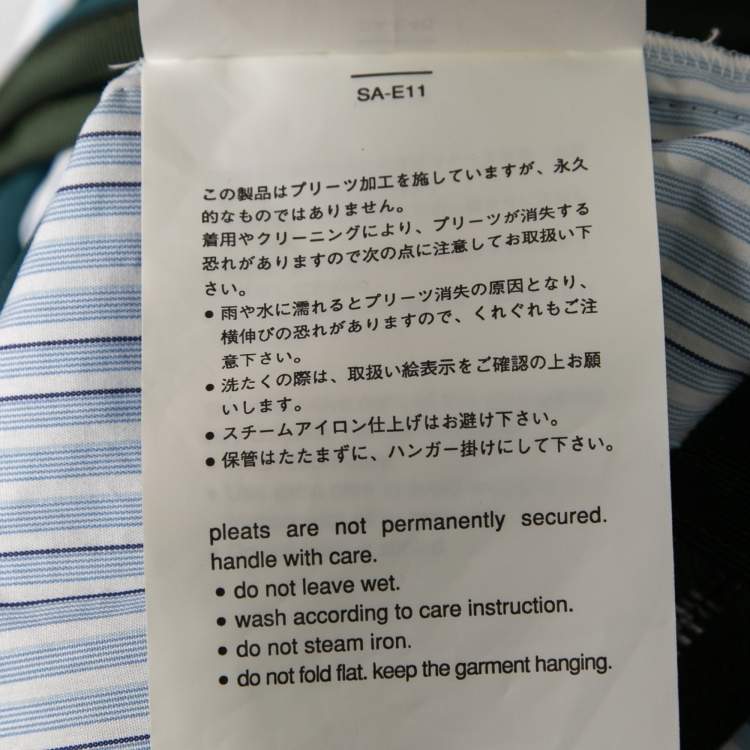 SA-E11
この製品はプリーツ加工を施していますが、永久
的なものではありません。
着用やクリーニングにより、プリーツが消失する
恐れがありますので次の点に注意してお取扱い下
さい。
● 雨や水に濡れるとプリーツ消失の原因となり、
横伸びの恐れがありますので、くれぐれもご注
意下さい。
● 洗たくの際は、取扱い絵表示をご確認の上お願
いします。
● スチームアイロン仕上げはお避け下さい。
● 保管はたたまずに、ハンガー掛けにして下さい。
pleats are not permanently secured.
handle with care.
● do not leave wet.
● wash according to care instruction.
● do not steam iron.
● do not fold flat. keep the garment hanging.